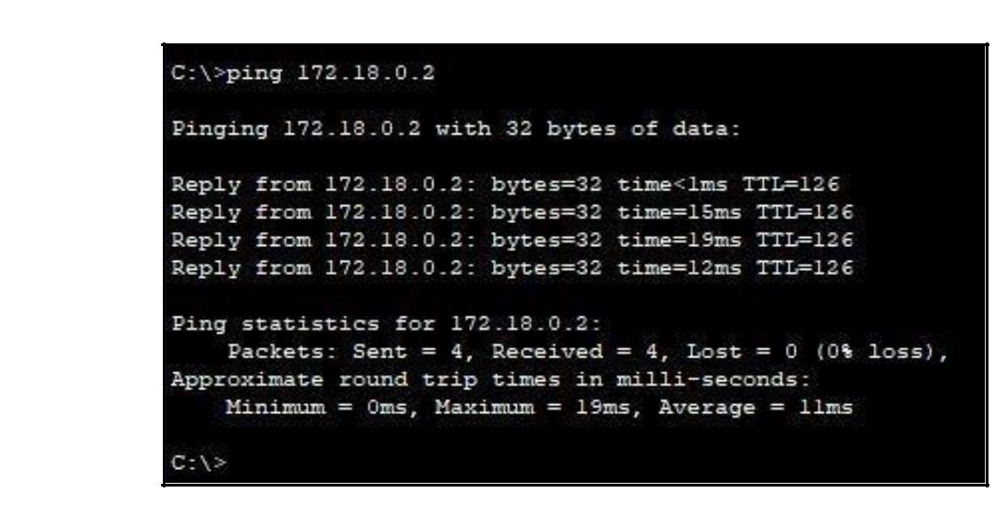 C:\>ping 172.18.0.2
Pinging 172.18.0.2 with 32 bytes of data:
Reply from 172.18.0.2: bytes=32 time<1ms TTL=126
Reply from 172.18.0.2: bytes=32 time=15ms TTL=126
Reply from 172.18.0.2: bytes=32 time=19ms TTL=126
Reply from 172.18.0.2: bytes=32 time=12ms TTL=126
Ping statistics for 172.18.0.2:
Packets: Sent = 4, Received = 4, Lost = 0 (0% loss),
Approximate round trip times in milli-seconds:
Minimum = 0ms, Maximum = 19ms, Average = 11ms
C:\>